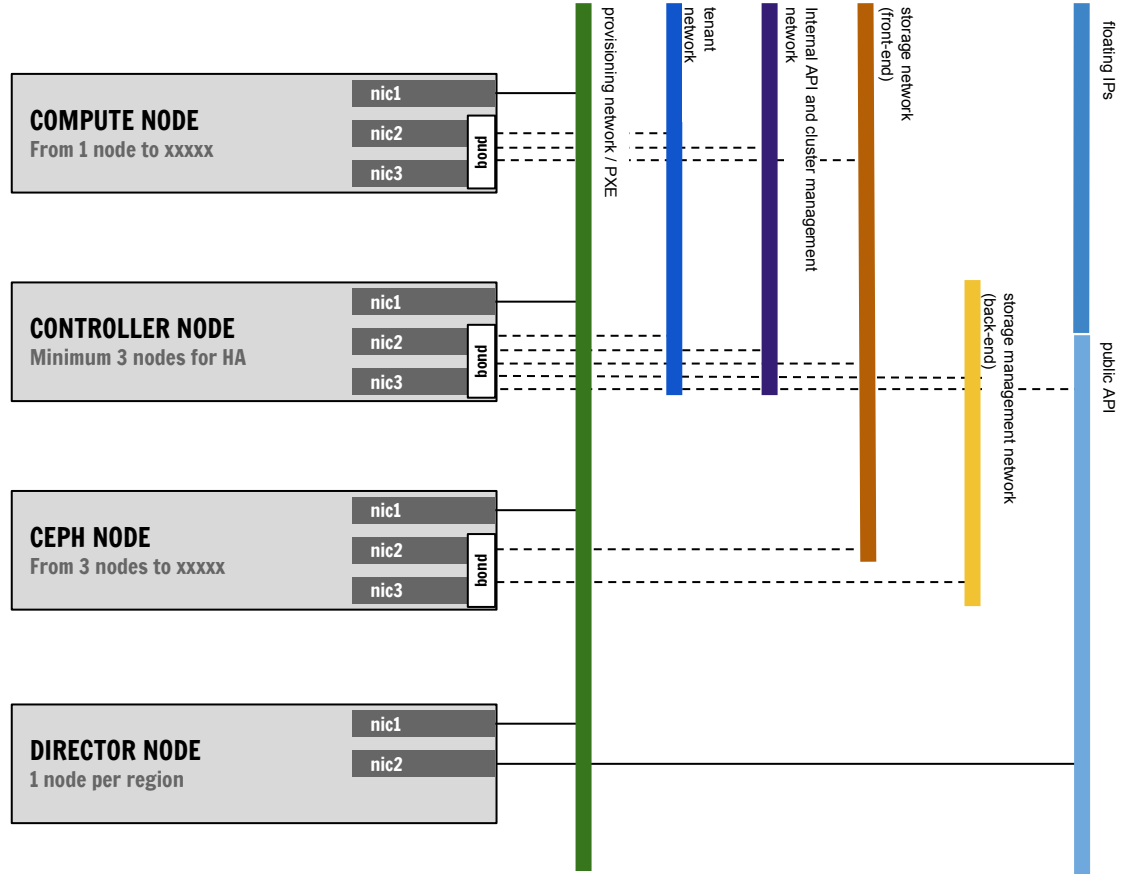 provisioning network / PXE
tenant
network
Internal API and cluster management
network
storage network
(front-end)
floating IPs
COMPUTE NODE
From 1 node to xxxxx
nic1
nic2
nic3
bond
CONTROLLER NODE
Minimum 3 nodes for HA
nic1
nic2
nic3
bond
storage management network
(back-end)
public API
CEPH NODE
From 3 nodes to xxxxx
nic1
nic2
nic3
bond
DIRECTOR NODE
1 node per region
nic1
nic2